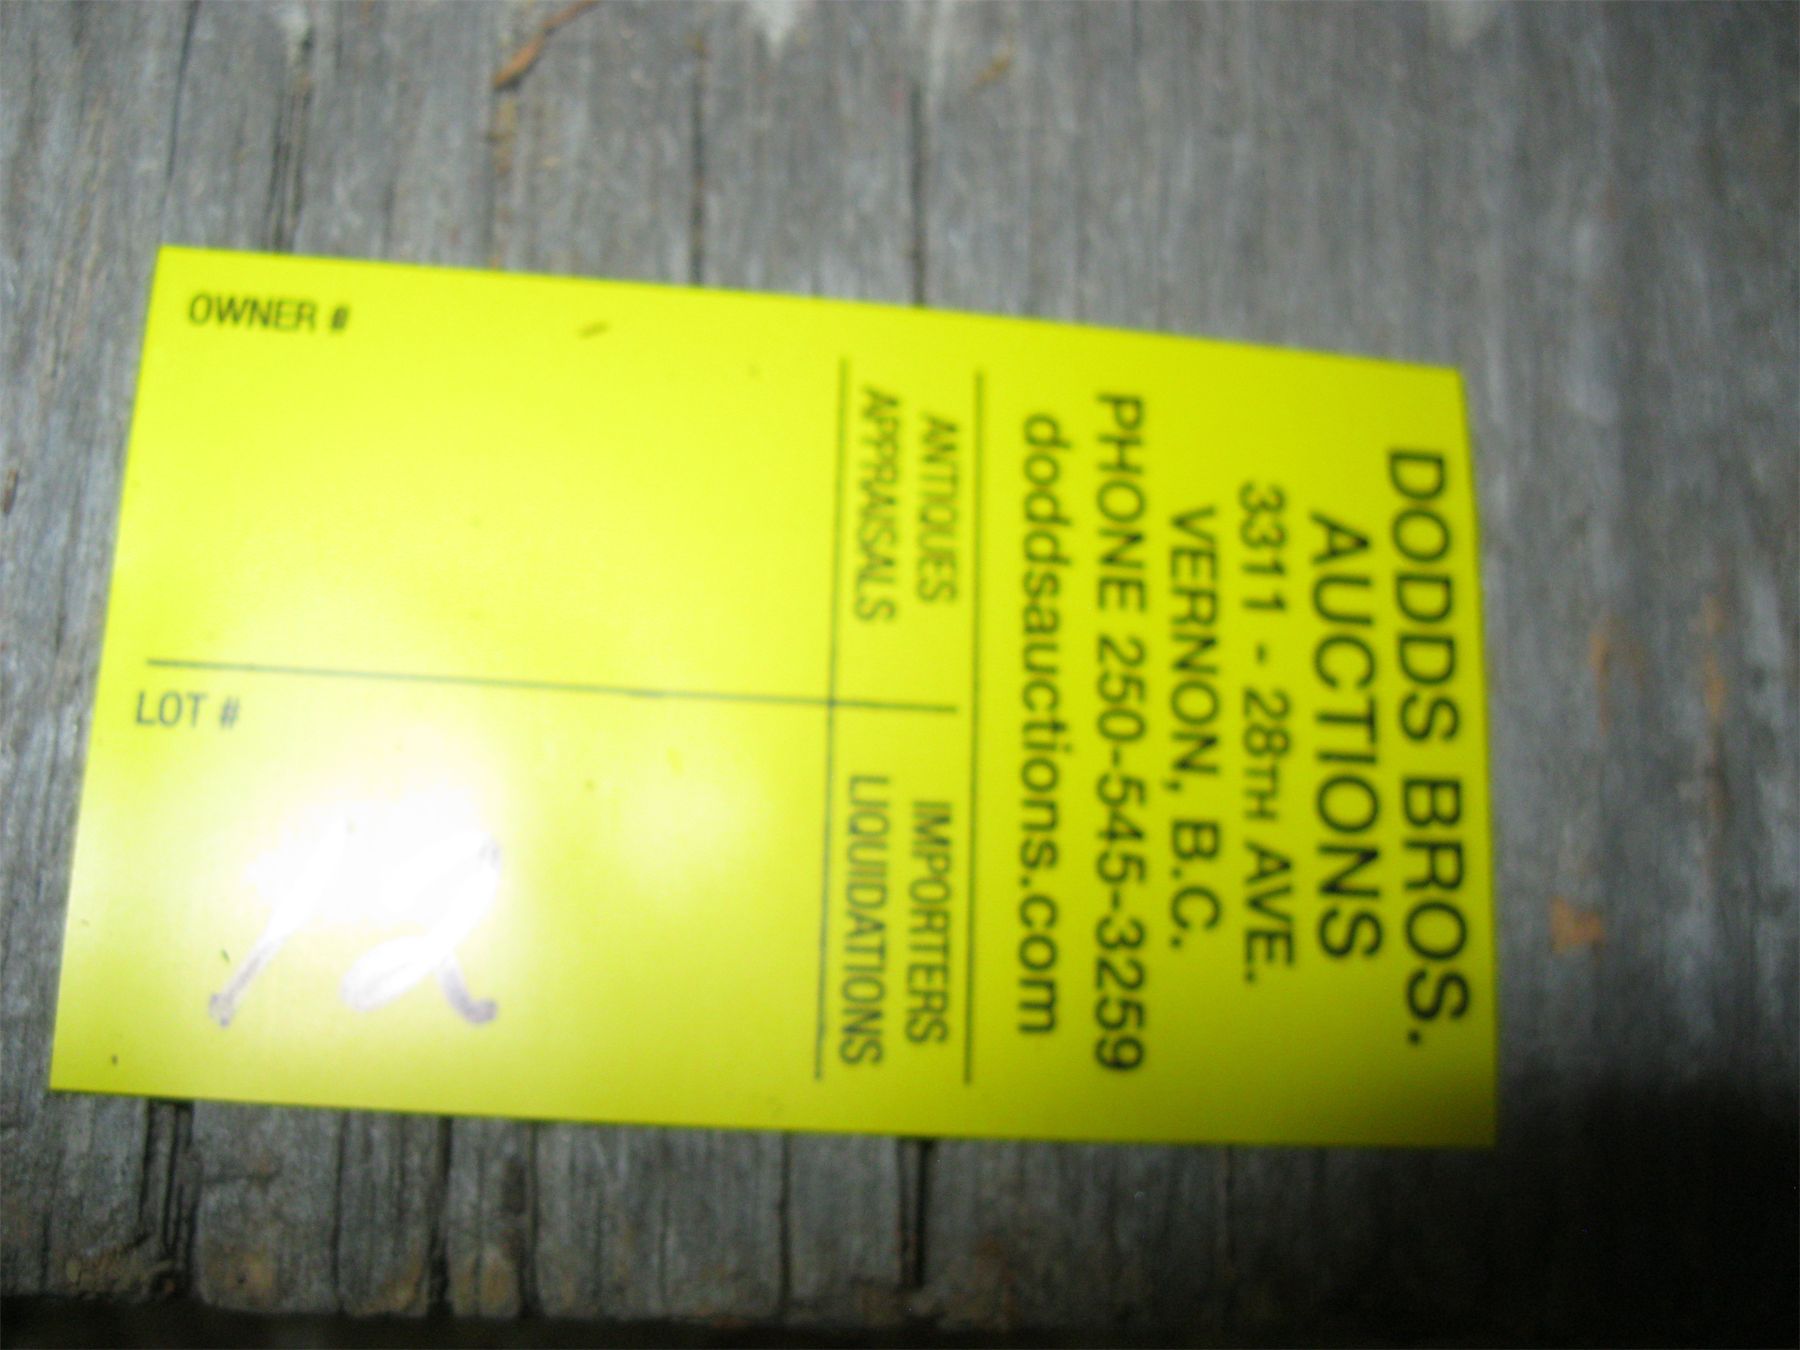 DODDS BROS.
AUCTIONS
3311 - 28TH AVE.
VERNON, B.C.
PHONE 250-545-3259
doddsauctions.com
ANTIQUES
APPRAISALS
IMPORTERS
LIQUIDATIONS
OWNER #
LOT #
12